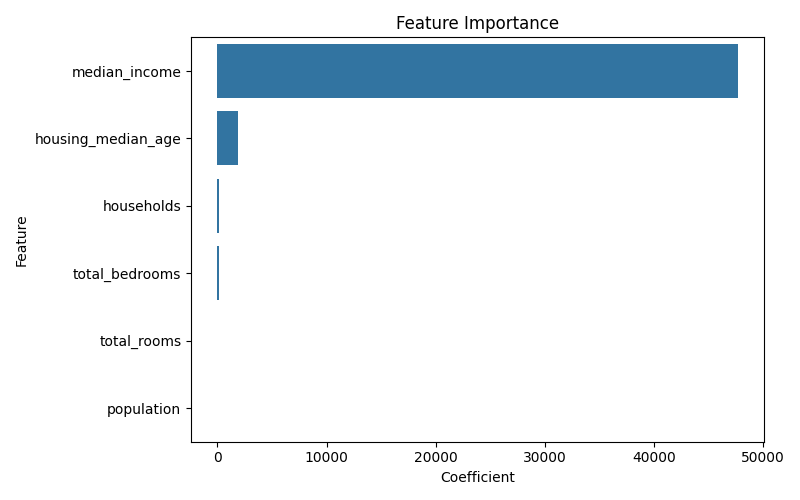 Feature Importance
median_income
housing_median_age
households
total_bedrooms
total_rooms
population
Feature
0 10000 20000 30000 40000 50000
Coefficient